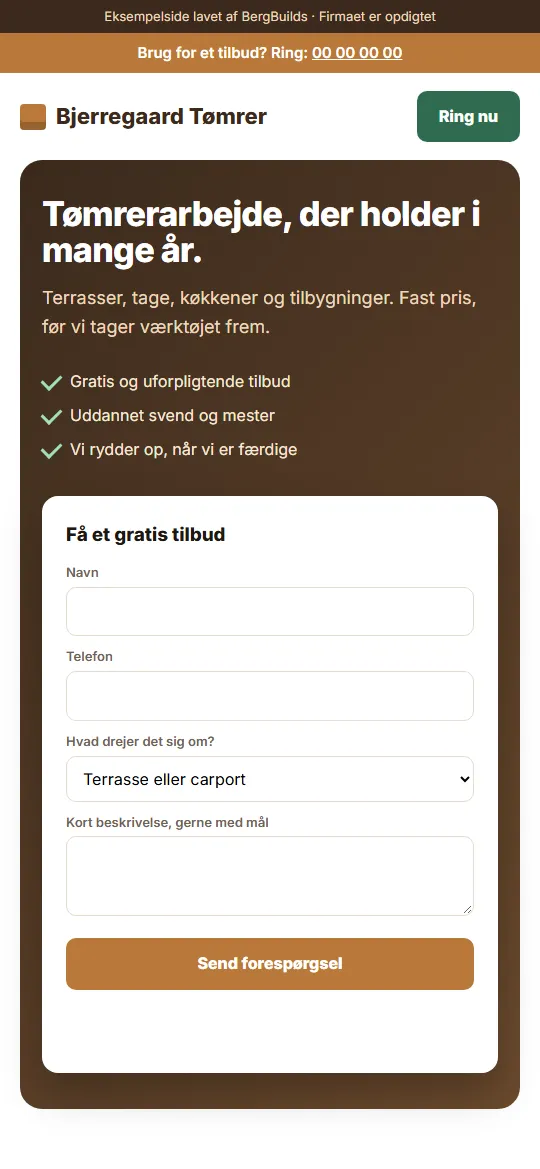 Eksempelside lavet af BergBuilds · Firmaet er opdigtet
Brug for et tilbud? Ring: 00 00 00 00
Bjerregaard Tømrer
Ring nu
Tømrerarbejde, der holder i
mange år.
Terrasser, tage, køkkener og tilbygninger. Fast pris,
før vi tager værktøjet frem.
Gratis og uforpligtende tilbud
Uddannet svend og mester
Vi rydder op, når vi er færdige
Få et gratis tilbud
Navn
Telefon
Hvad drejer det sig om?
Terrasse eller carport
Kort beskrivelse, gerne med mål
Send forespørgsel